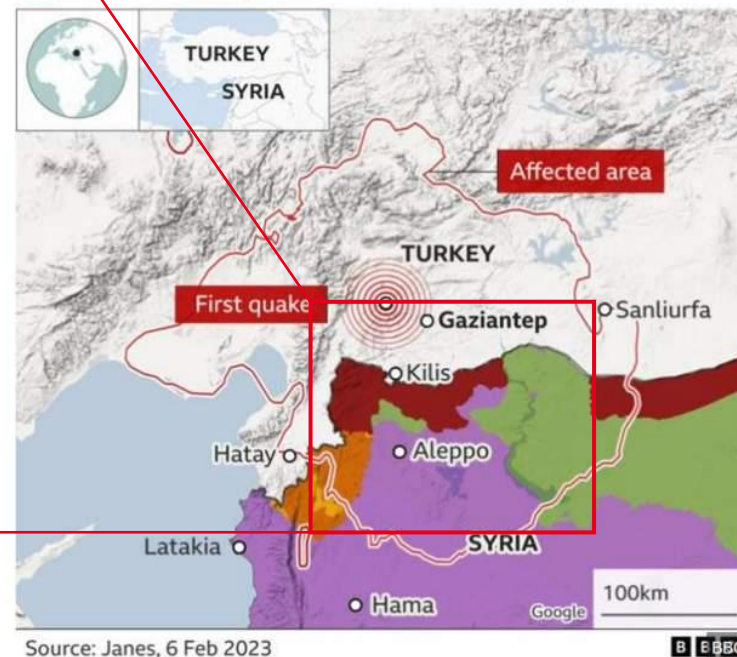 TURKEY
SYRIA
Affected area
TURKEY
First quake
Gaziantep
Sanliurfa
Kilis
Hatay
Aleppo
Latakia
SYRIA
Hama
100km
Google
Source: Janes, 6 Feb 2023
BBC